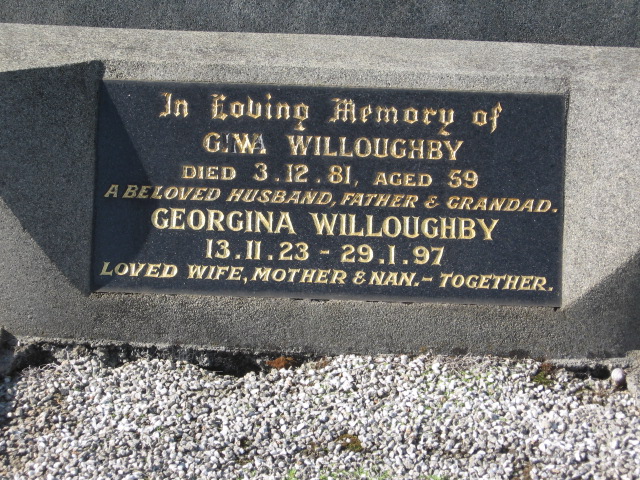 In Loving Memory of
WILLOUGHBY
DIED 3.12.81, AGED 59
A BELOVED HUSBAND, FATHER & GRANDAD.
GEORGINA WILLOUGHBY
13.11.23 - 29.1.97
LOVED WIFE, MOTHER & NAN.- TOGETHER.